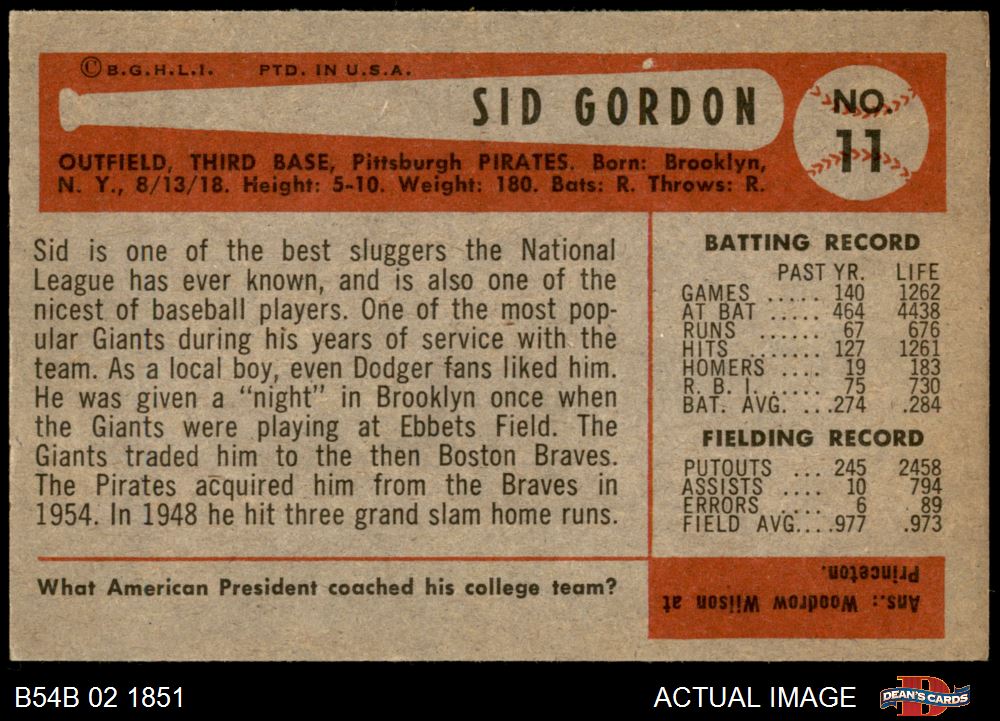 © B.G.H.L.I. PTD. IN U.S.A.
SID GORDON
NO.
11
OUTFIELD, THIRD BASE, Pittsburgh PIRATES. Born: Brooklyn,
N. Y., 8/13/18. Height: 5-10. Weight: 180. Bats: R. Throws: R.
Sid is one of the best sluggers the National
League has ever known, and is also one of the
nicest of baseball players. One of the most pop-
ular Giants during his years of service with the
team. As a local boy, even Dodger fans liked him.
He was given a "night" in Brooklyn once when
the Giants were playing at Ebbets Field. The
Giants traded him to the then Boston Braves.
The Pirates acquired him from the Braves in
1954. In 1948 he hit three grand slam home runs.
BATTING RECORD
PAST YR. LIFE
GAMES ..... 140 1262
AT BAT ..... 464 4438
RUNS ...... 67 676
HITS ....... 127 1261
HOMERS .... 19 183
R. B. I. ..... 75 730
BAT. AVG. ...274 .284
FIELDING RECORD
PUTOUTS ... 245 2458
ASSISTS .... 10 794
ERRORS .... 6 89
FIELD AVG....977 .973
What American President coached his college team?
Ans.: Woodrow Wilson at
Princeton.
B54B 02 1851
ACTUAL IMAGE
D
DEAN'S CARDS